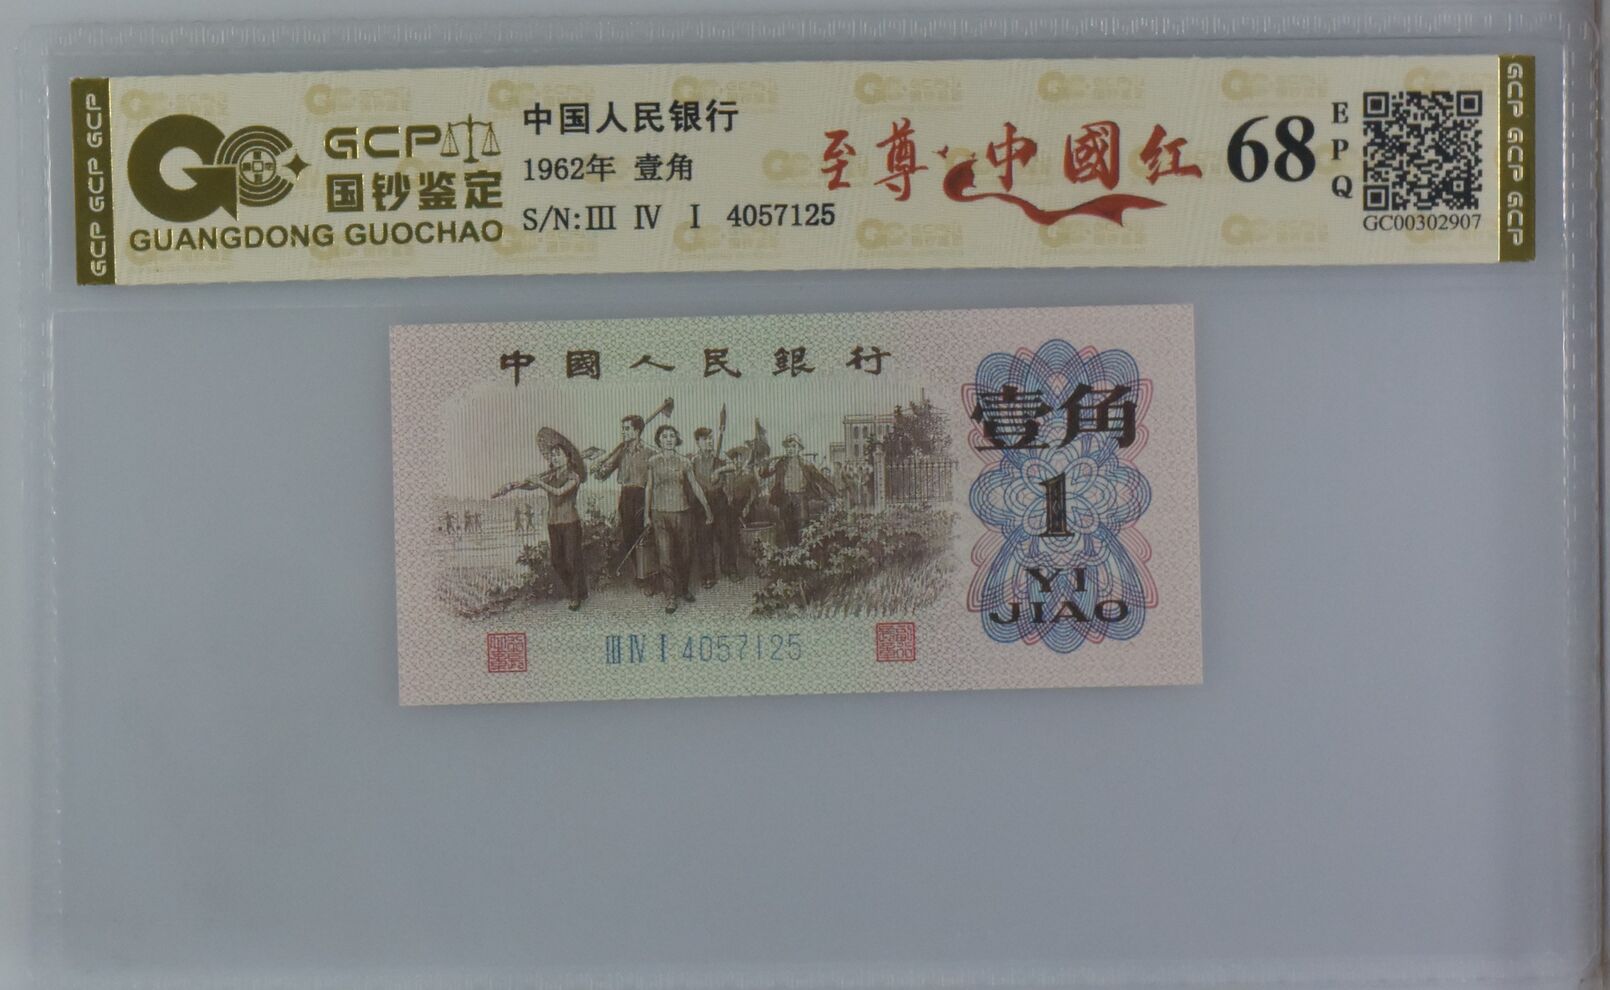 GCP GCP GCP
GCP
国钞鉴定
GUANGDONG GUOCHAO
中国人民银行
1962年 壹角
S/N:Ⅲ Ⅳ Ⅰ 4057125
至尊 中國红
68
EPQ
GC00302907
GCP GCP GCP
中國人民銀行
壹角
1
YI
JIAO
Ⅲ Ⅳ Ⅰ 4057125